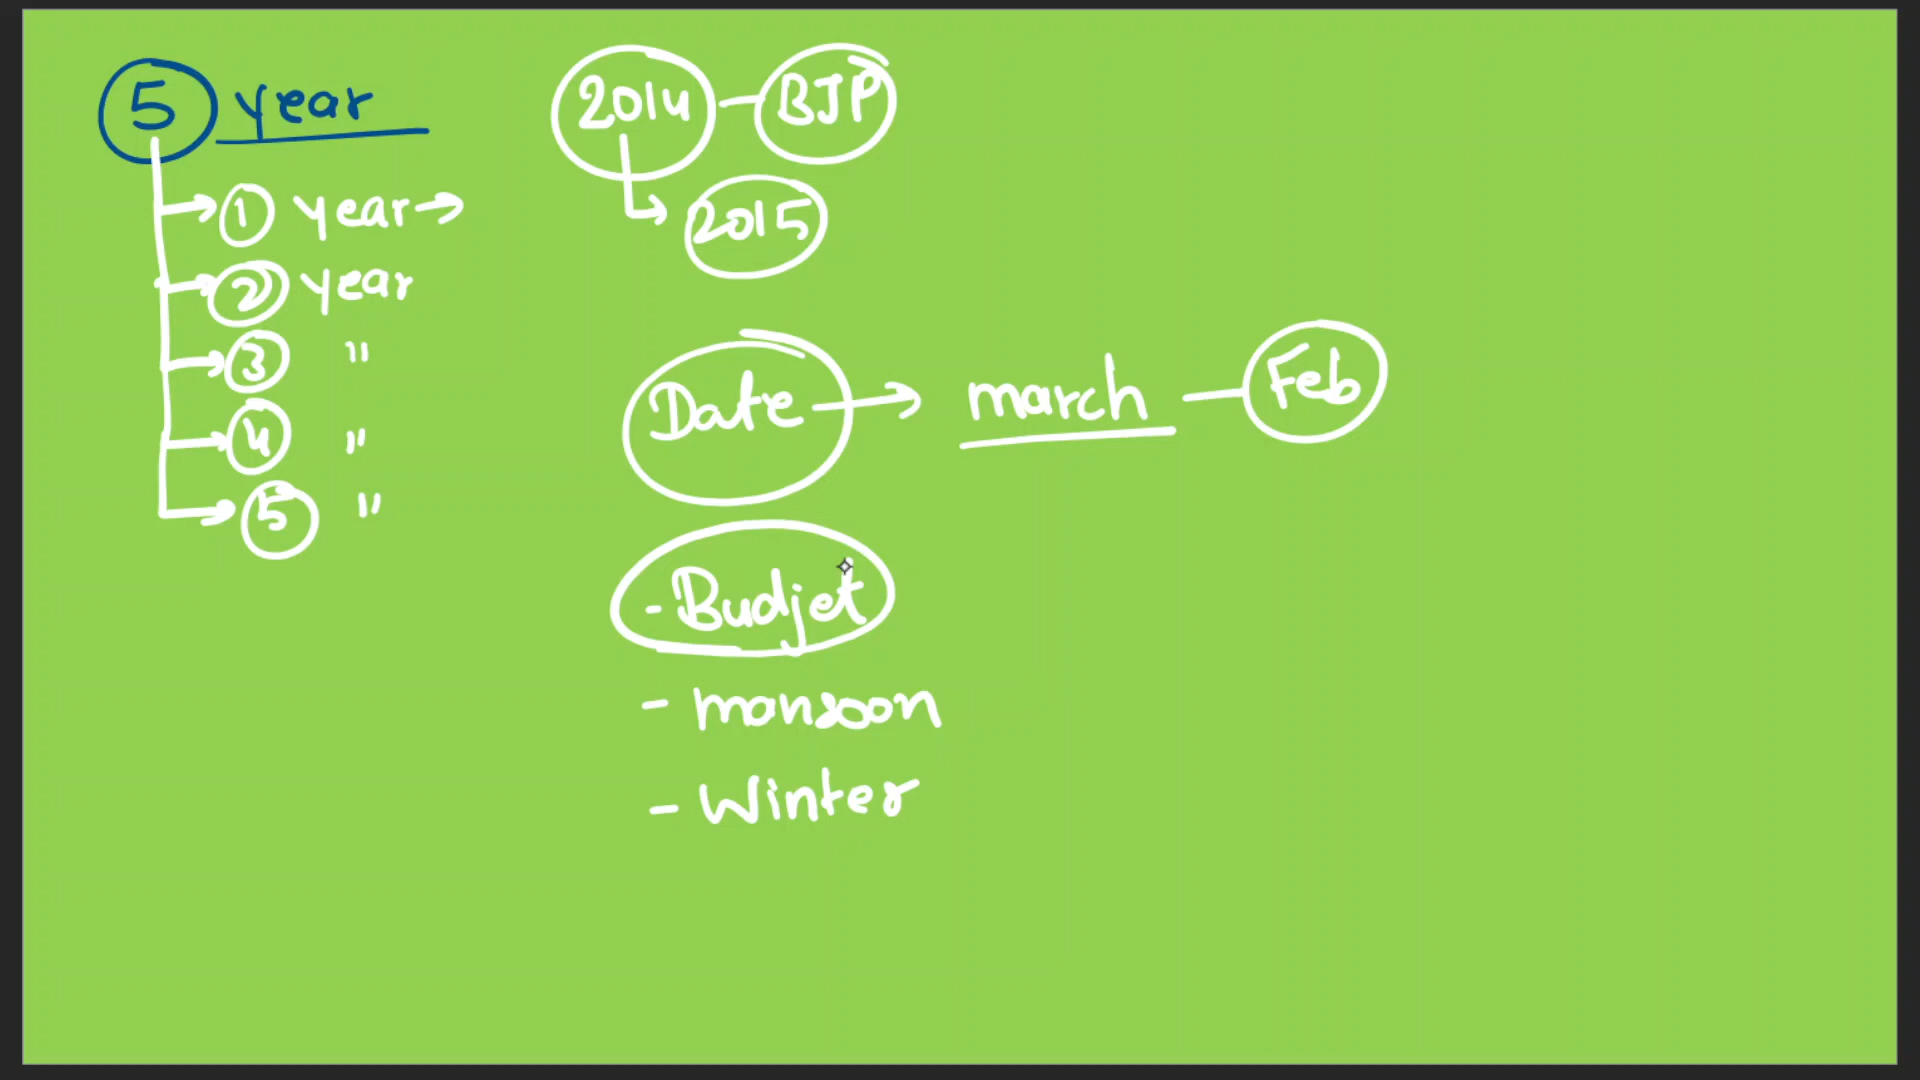 5 year
1 year →
2 year
3 "
4 "
5 "
2014 - BJP
2015
Date → march - Feb
- Budjet
- monsoon
- Winter